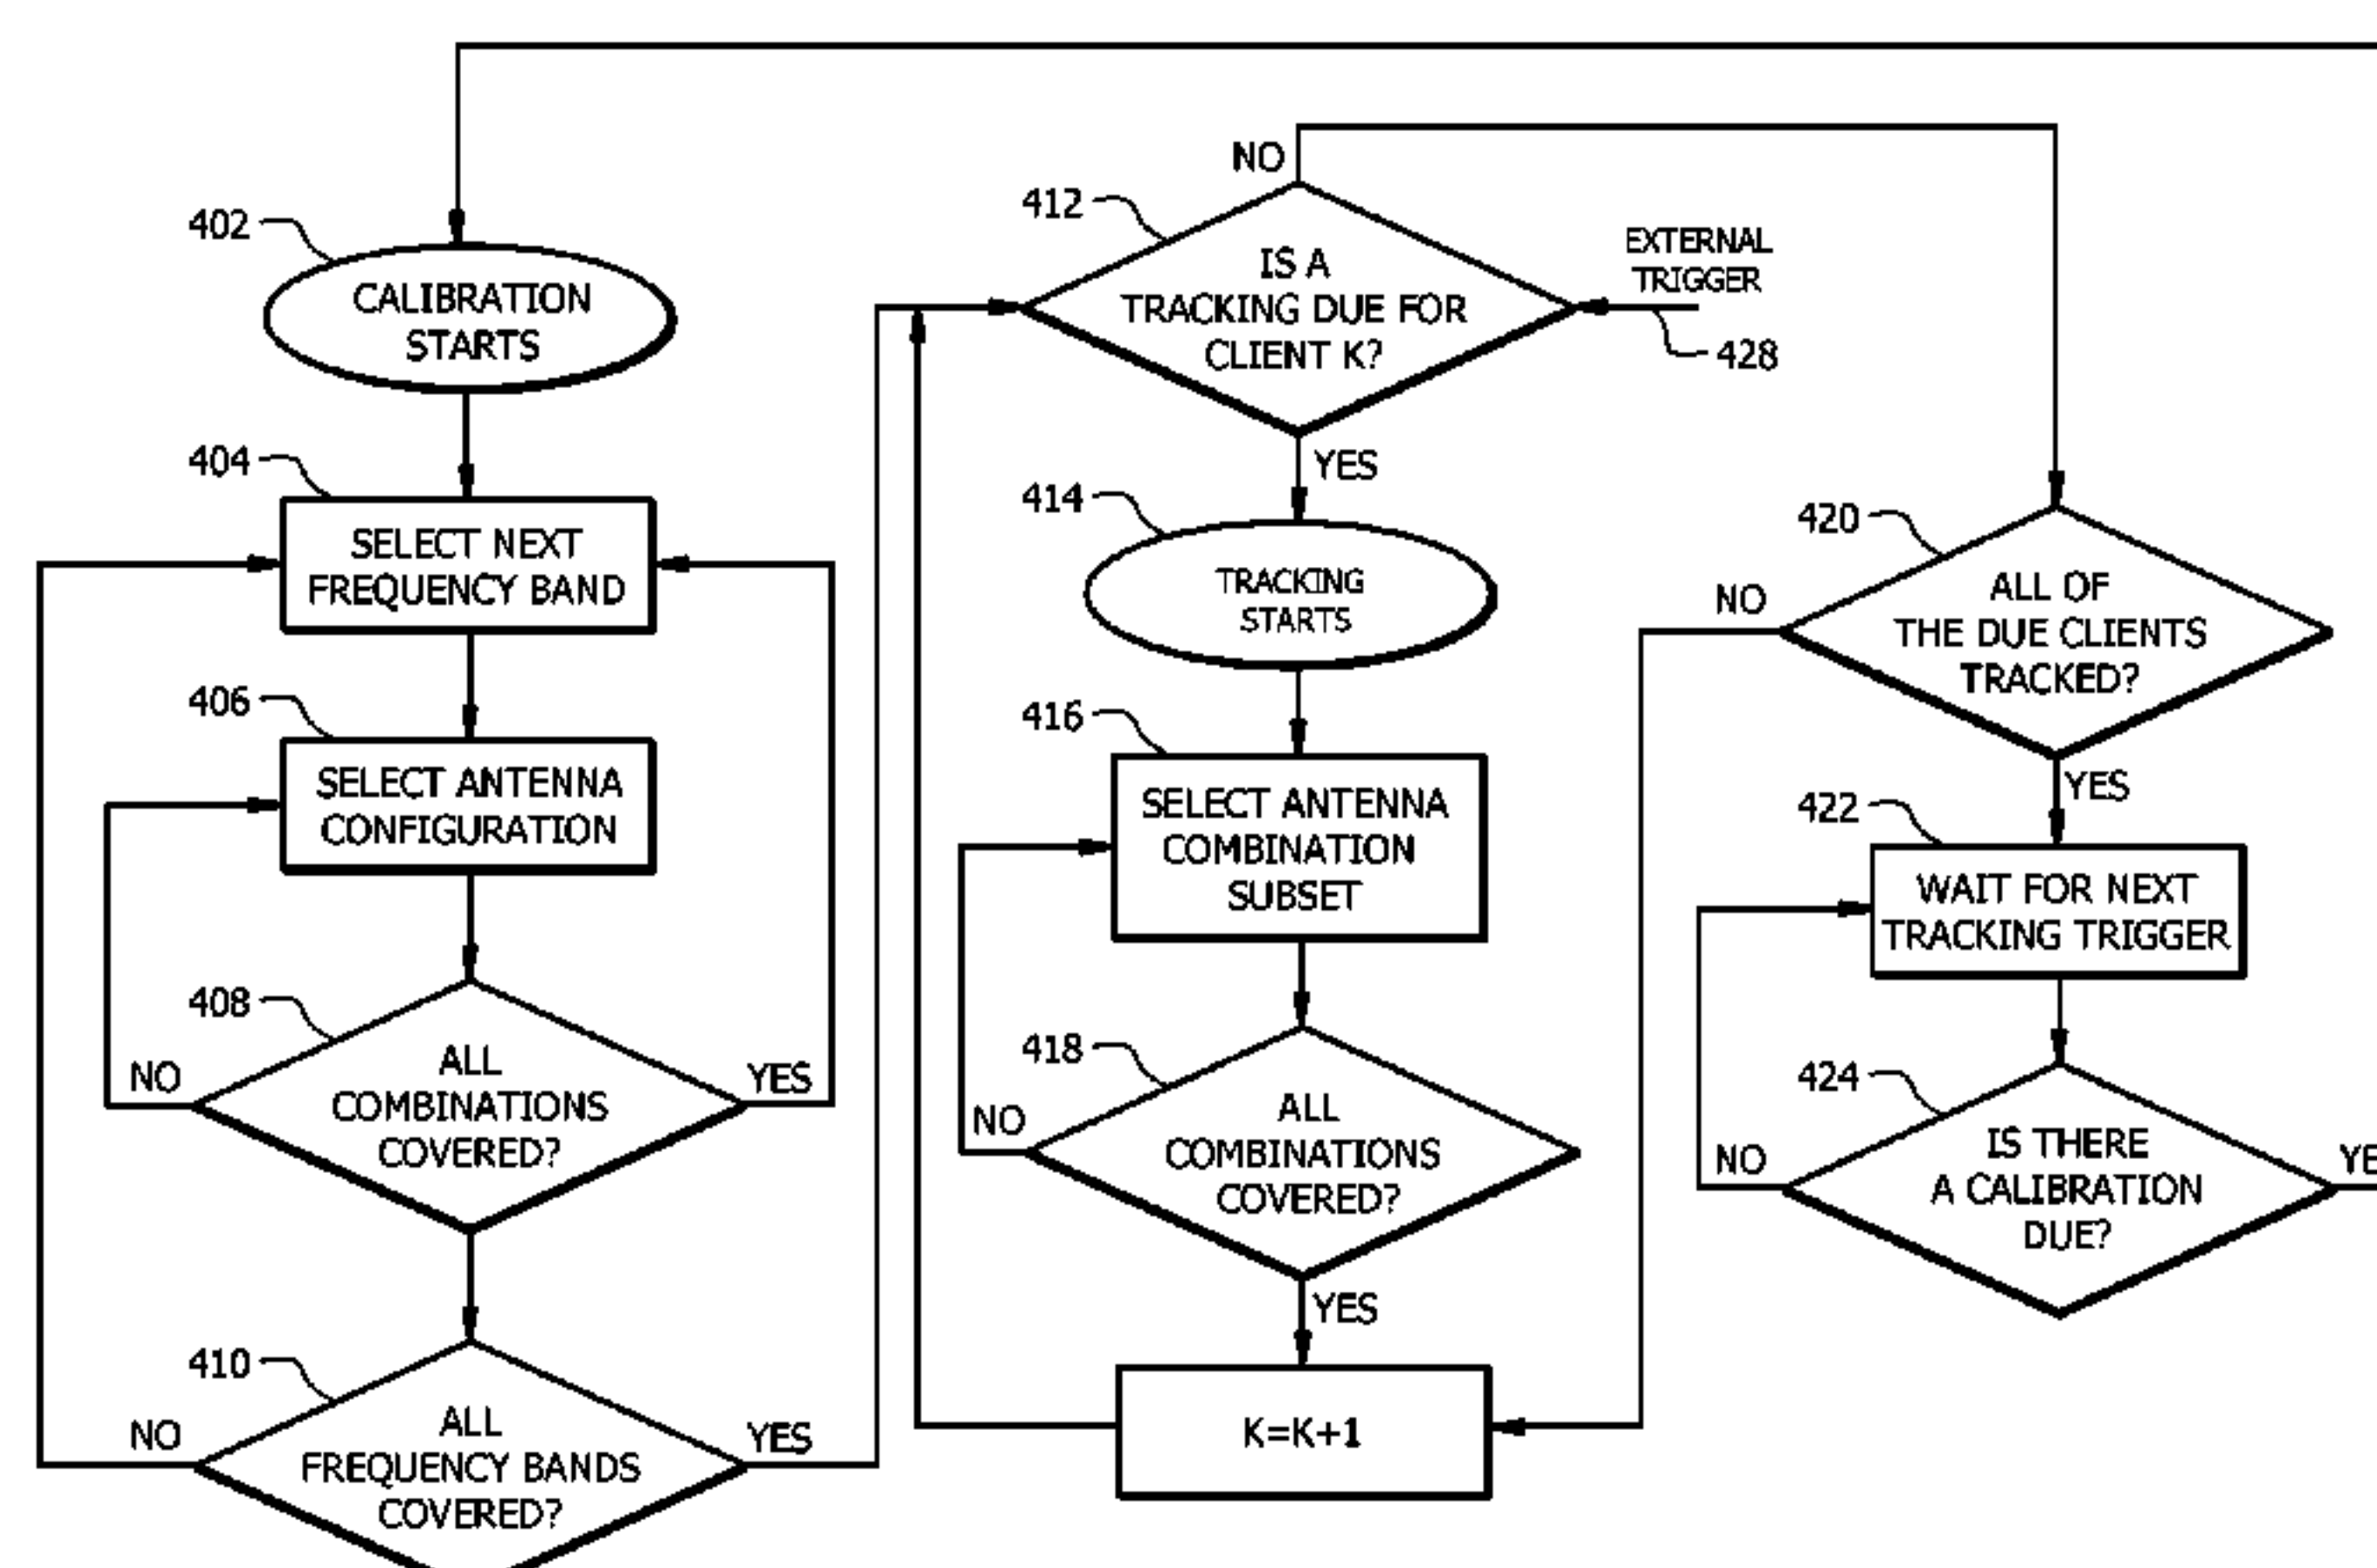 402
CALIBRATION
STARTS
404
SELECT NEXT
FREQUENCY BAND
406
SELECT ANTENNA
CONFIGURATION
408
ALL
COMBINATIONS
COVERED?
NO
YES
410
ALL
FREQUENCY BANDS
COVERED?
NO
YES
412
NO
IS A
TRACKING DUE FOR
CLIENT K?
EXTERNAL
TRIGGER
428
YES
414
TRACKING
STARTS
416
SELECT ANTENNA
COMBINATION
SUBSET
418
ALL
COMBINATIONS
COVERED?
NO
YES
K=K+1
420
ALL OF
THE DUE CLIENTS
TRACKED?
NO
YES
422
WAIT FOR NEXT
TRACKING TRIGGER
424
IS THERE
A CALIBRATION
DUE?
NO